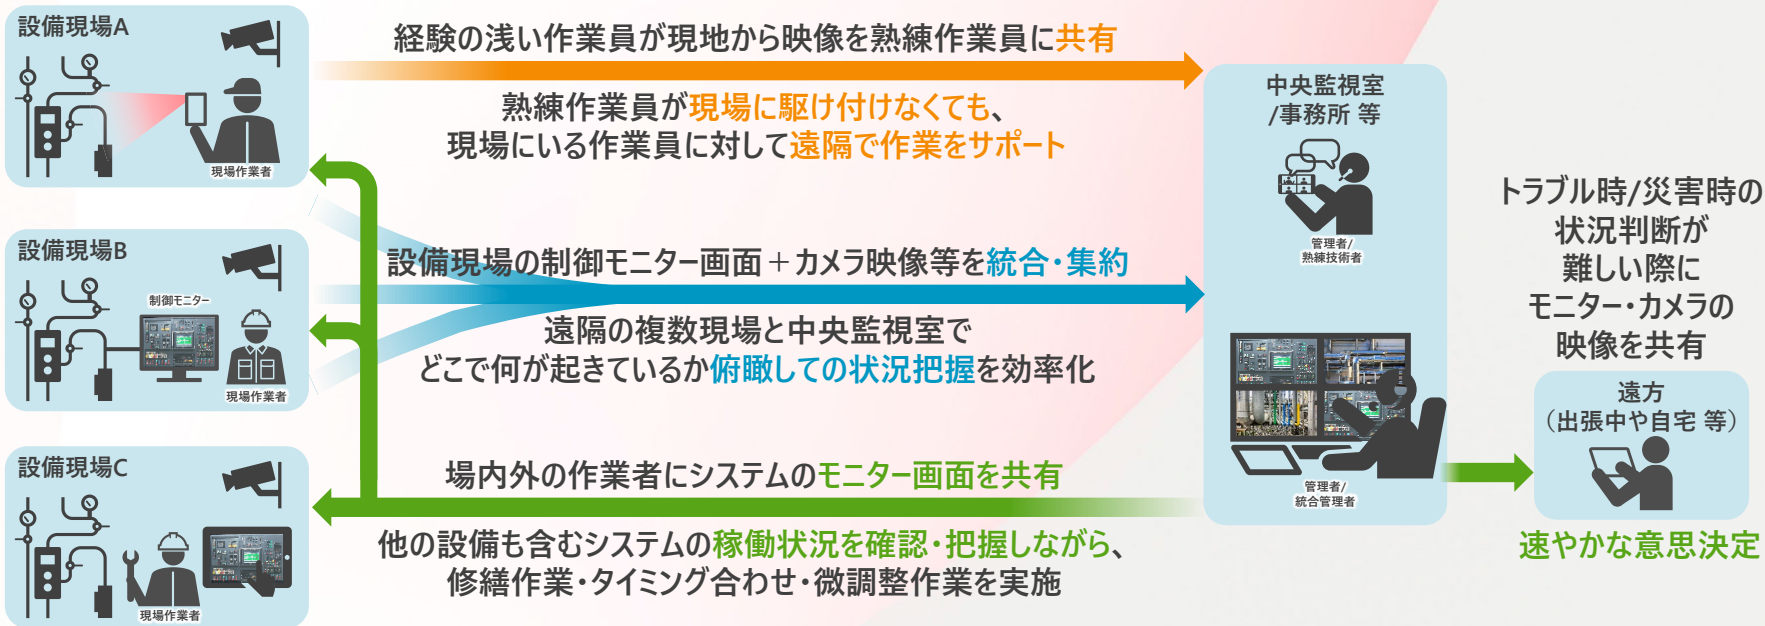 設備現場A
現場作業者
経験の浅い作業員が現地から映像を熟練作業員に共有
熟練作業員が現場に駆け付けなくても、
現場にいる作業員に対して遠隔で作業をサポート
設備現場B
制御モニター
現場作業者
設備現場の制御モニター画面＋カメラ映像等を統合・集約
遠隔の複数現場と中央監視室で
どこで何が起きているか俯瞰しての状況把握を効率化
設備現場C
現場作業者
場内外の作業者にシステムのモニター画面を共有
他の設備も含むシステムの稼働状況を確認・把握しながら、
修繕作業・タイミング合わせ・微調整作業を実施
中央監視室
/事務所 等
管理者/
熟練技術者
管理者/
統合管理者
トラブル時/災害時の
状況判断が
難しい際に
モニター・カメラの
映像を共有
遠方
（出張中や自宅 等）
速やかな意思決定